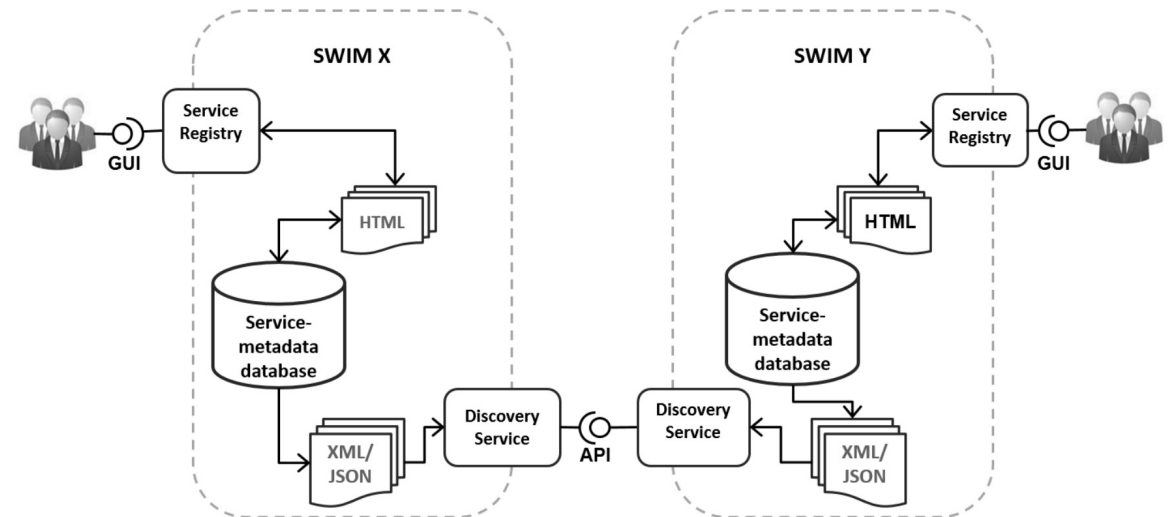 SWIM X
SWIM Y
Service
Registry
GUI
HTML
Service-
metadata
database
XML/
JSON
Discovery
Service
API
Discovery
Service
Service
Registry
GUI
HTML
Service-
metadata
database
XML/
JSON